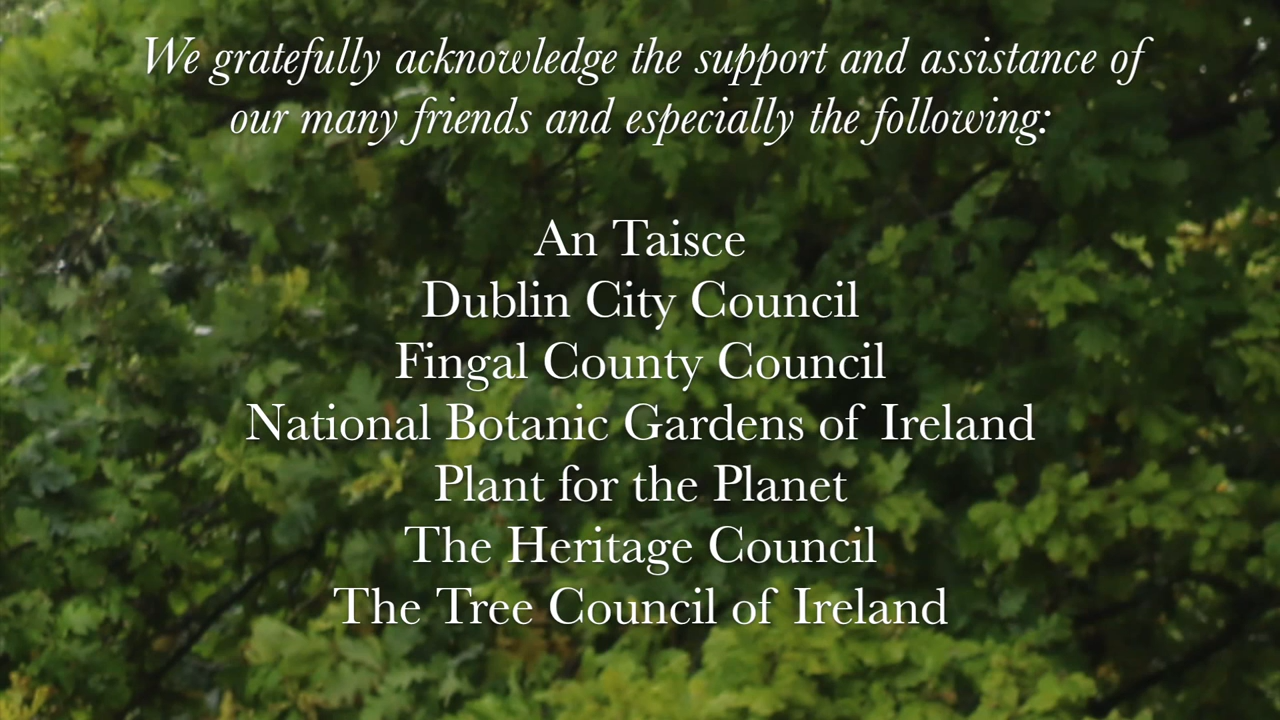 We gratefully acknowledge the support and assistance of
our many friends and especially the following:
An Taisce
Dublin City Council
Fingal County Council
National Botanic Gardens of Ireland
Plant for the Planet
The Heritage Council
The Tree Council of Ireland